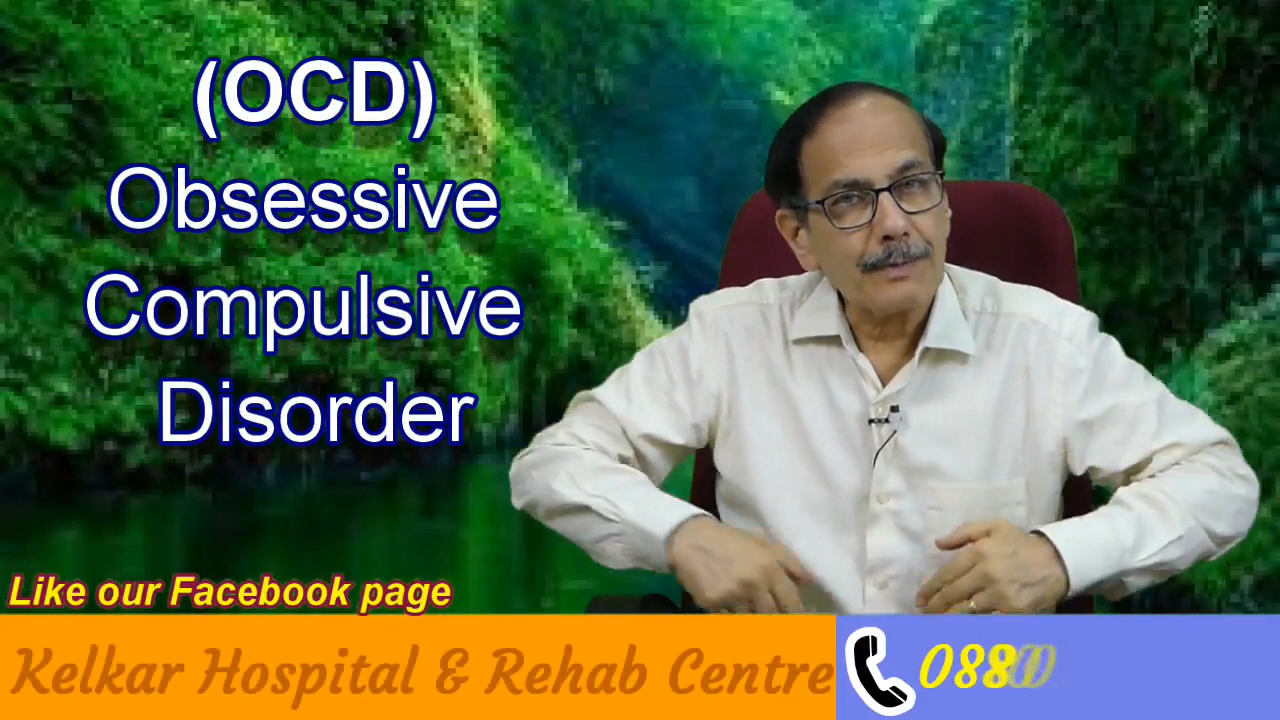 (OCD)
Obsessive
Compulsive
Disorder
Like our Facebook page
Kelkar Hospital & Rehab Centre
088